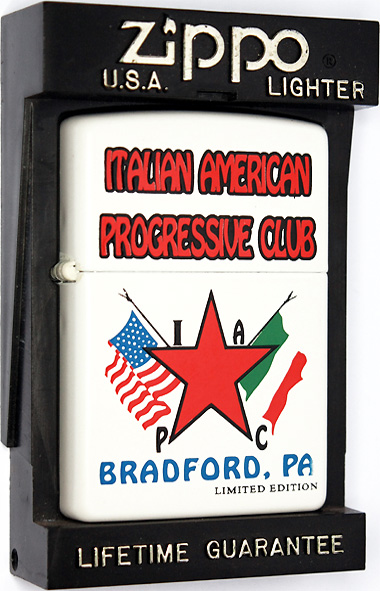 zippo®
U.S.A. LIGHTER
ITALIAN AMERICAN
PROGRESSIVE CLUB
I A
P C
BRADFORD, PA
LIMITED EDITION
LIFETIME GUARANTEE